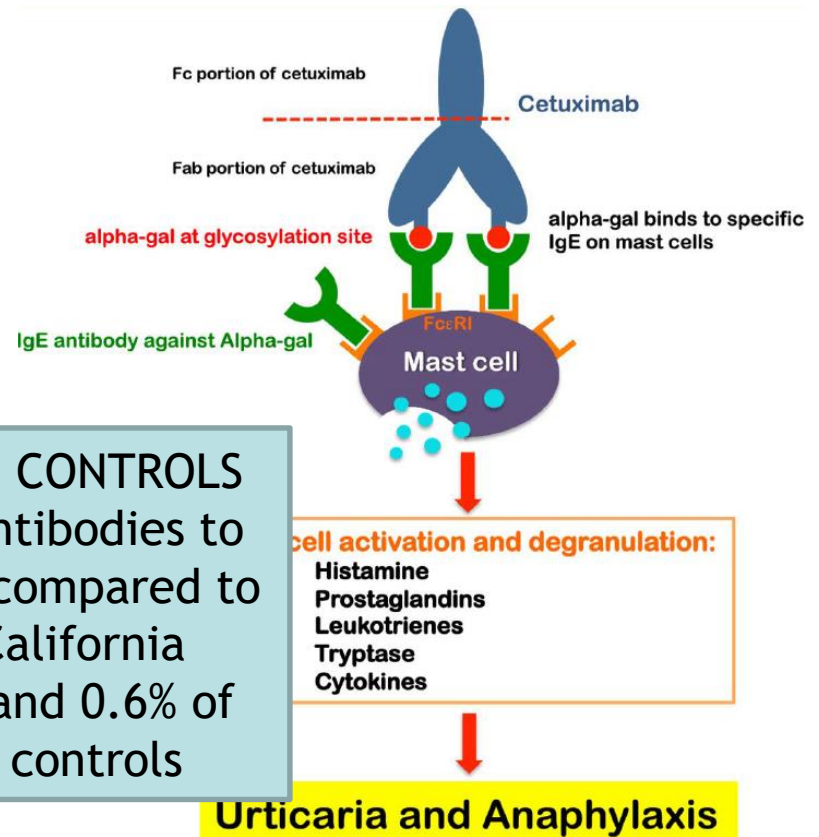 Fc portion of cetuximab
Cetuximab
Fab portion of cetuximab
alpha-gal at glycosylation site
alpha-gal binds to specific
IgE on mast cells
IgE antibody against Alpha-gal
FcεRI
Mast cell
CONTROLS
ntibodies to
compared to
California
and 0.6% of
controls
cell activation and degranulation:
Histamine
Prostaglandins
Leukotrienes
Tryptase
Cytokines
Urticaria and Anaphylaxis